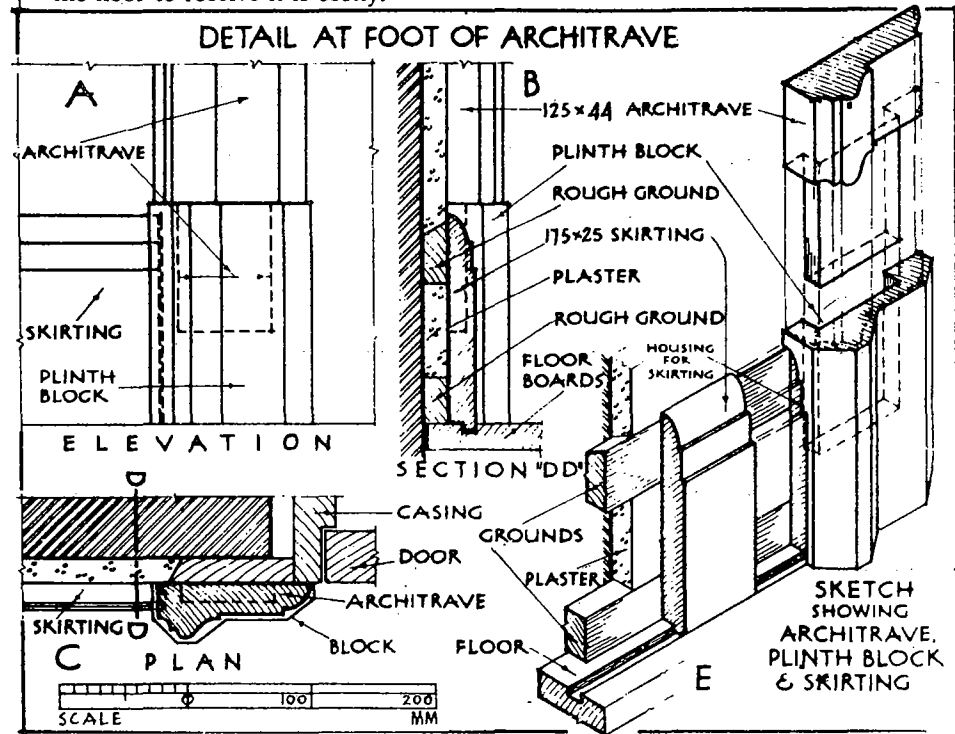 DETAIL AT FOOT OF ARCHITRAVE
A
ARCHITRAVE
SKIRTING
PLINTH
BLOCK
ELEVATION
B
125×44 ARCHITRAVE
PLINTH BLOCK
ROUGH GROUND
175×25 SKIRTING
PLASTER
ROUGH GROUND
FLOOR
BOARDS
HOUSING
FOR
SKIRTING
SECTION "DD"
D
CASING
DOOR
ARCHITRAVE
BLOCK
SKIRTING
D
C PLAN
0 100 200
SCALE MM
GROUNDS
PLASTER
FLOOR
E
SKETCH
SHOWING
ARCHITRAVE,
PLINTH BLOCK
& SKIRTING